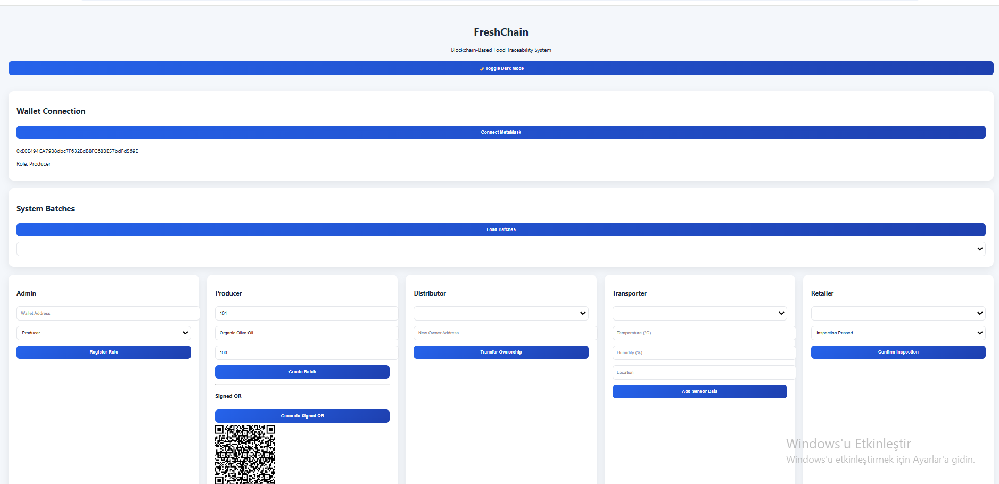 FreshChain
Blockchain-Based Food Traceability System
🌙 Toggle Dark Mode
Wallet Connection
Connect MetaMask
0xE0E494CA79B8dbc7F632EdB8FC68BE57bdFd569E
Role: Producer
System Batches
Load Batches
Admin
Wallet Address
Producer
Register Role
Producer
101
Organic Olive Oil
100
Create Batch
Signed QR
Generate Signed QR
Distributor
New Owner Address
Transfer Ownership
Transporter
Temperature (°C)
Humidity (%)
Location
Add Sensor Data
Retailer
Inspection Passed
Confirm Inspection
Windows'u Etkinleştir
Windows'u etkinleştirmek için Ayarlar'a gidin.